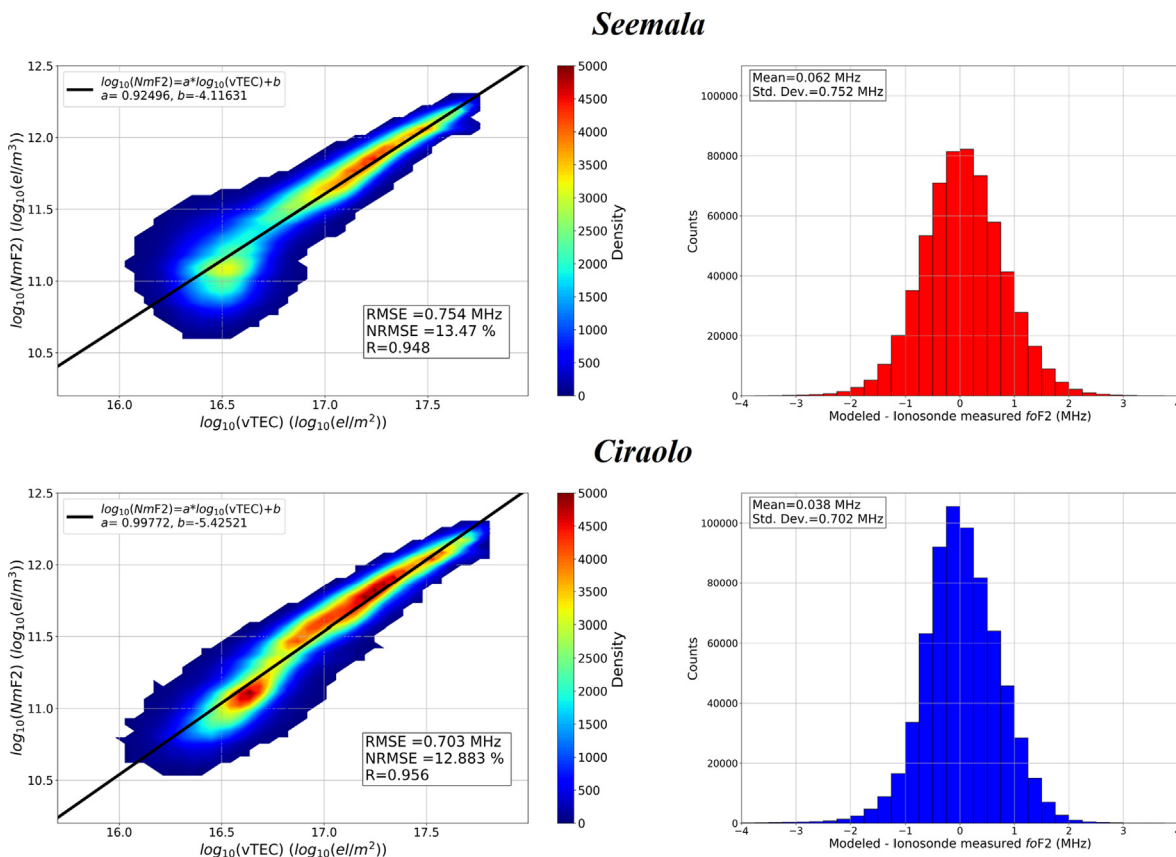 Seemala
log₁₀(NmF2)=a*log₁₀(vTEC)+b
a= 0.92496, b=-4.11631
12.5
12.0
11.5
11.0
10.5
log₁₀(NmF2) (log₁₀(el/m³))
RMSE =0.754 MHz
NRMSE =13.47 %
R=0.948
16.0 16.5 17.0 17.5
log₁₀(vTEC) (log₁₀(el/m²))
5000
4500
4000
3500
3000
2500
2000
1500
1000
500
0
Density
Mean=0.062 MHz
Std. Dev.=0.752 MHz
100000
80000
60000
40000
20000
0
Counts
−4 −3 −2 −1 0 1 2 3 4
Modeled - Ionosonde measured foF2 (MHz)
Ciraolo
log₁₀(NmF2)=a*log₁₀(vTEC)+b
a= 0.99772, b=-5.42521
12.5
12.0
11.5
11.0
10.5
log₁₀(NmF2) (log₁₀(el/m³))
RMSE =0.703 MHz
NRMSE =12.883 %
R=0.956
16.0 16.5 17.0 17.5
log₁₀(vTEC) (log₁₀(el/m²))
5000
4500
4000
3500
3000
2500
2000
1500
1000
500
0
Density
Mean=0.038 MHz
Std. Dev.=0.702 MHz
100000
80000
60000
40000
20000
0
Counts
−4 −3 −2 −1 0 1 2 3 4
Modeled - Ionosonde measured foF2 (MHz)